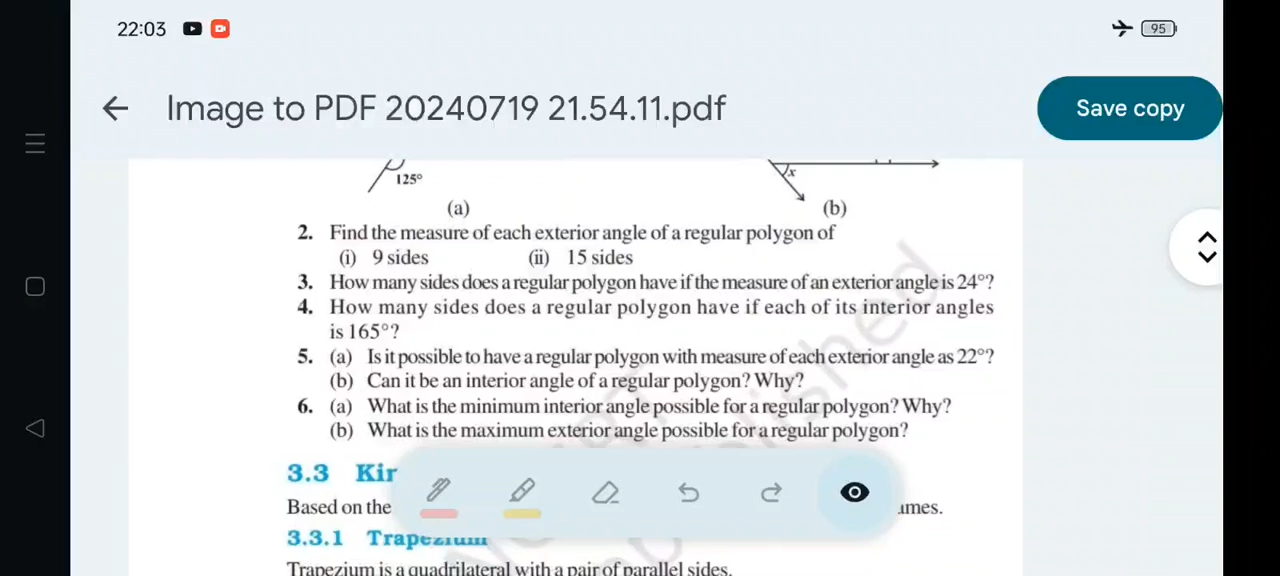 22:03
95
Image to PDF 20240719 21.54.11.pdf
Save copy
125°
x
(a)
(b)
2. Find the measure of each exterior angle of a regular polygon of
(i) 9 sides (ii) 15 sides
3. How many sides does a regular polygon have if the measure of an exterior angle is 24°?
4. How many sides does a regular polygon have if each of its interior angles
is 165°?
5. (a) Is it possible to have a regular polygon with measure of each exterior angle as 22°?
(b) Can it be an interior angle of a regular polygon? Why?
6. (a) What is the minimum interior angle possible for a regular polygon? Why?
(b) What is the maximum exterior angle possible for a regular polygon?
3.3 Kin
Based on the
3.3.1 Trapezium
Trapezium is a quadrilateral with a pair of parallel sides.